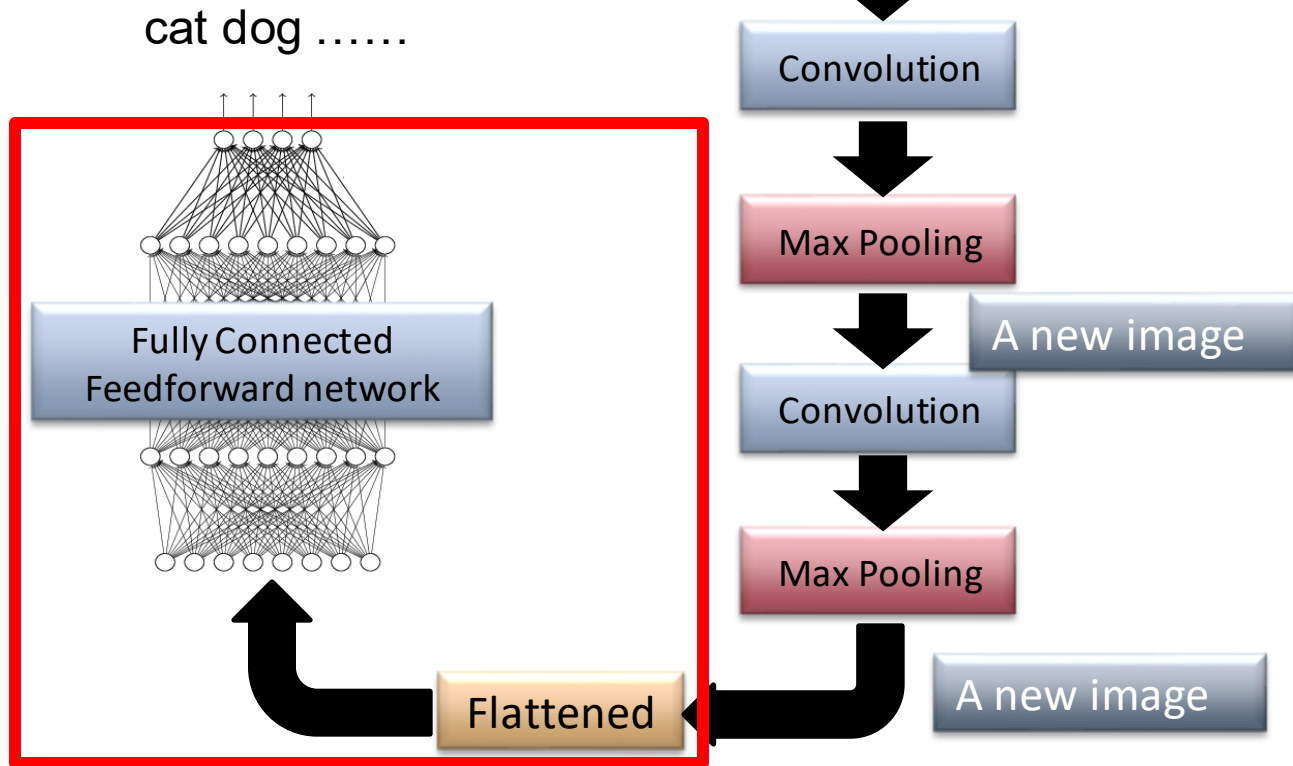 cat dog ……
Convolution
Max Pooling
A new image
Fully Connected
Feedforward network
Convolution
Max Pooling
A new image
Flattened